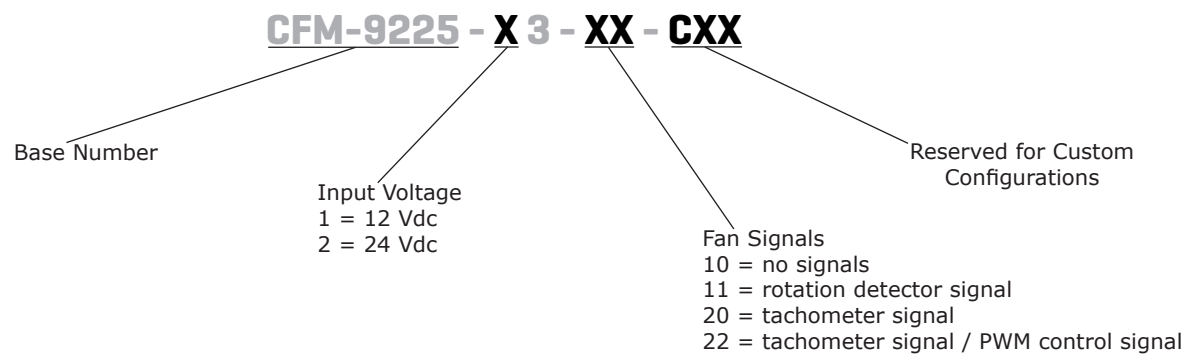 CFM-9225 - X 3 - XX - CXX
Base Number
Input Voltage
1 = 12 Vdc
2 = 24 Vdc
Fan Signals
10 = no signals
11 = rotation detector signal
20 = tachometer signal
22 = tachometer signal / PWM control signal
Reserved for Custom
Configurations